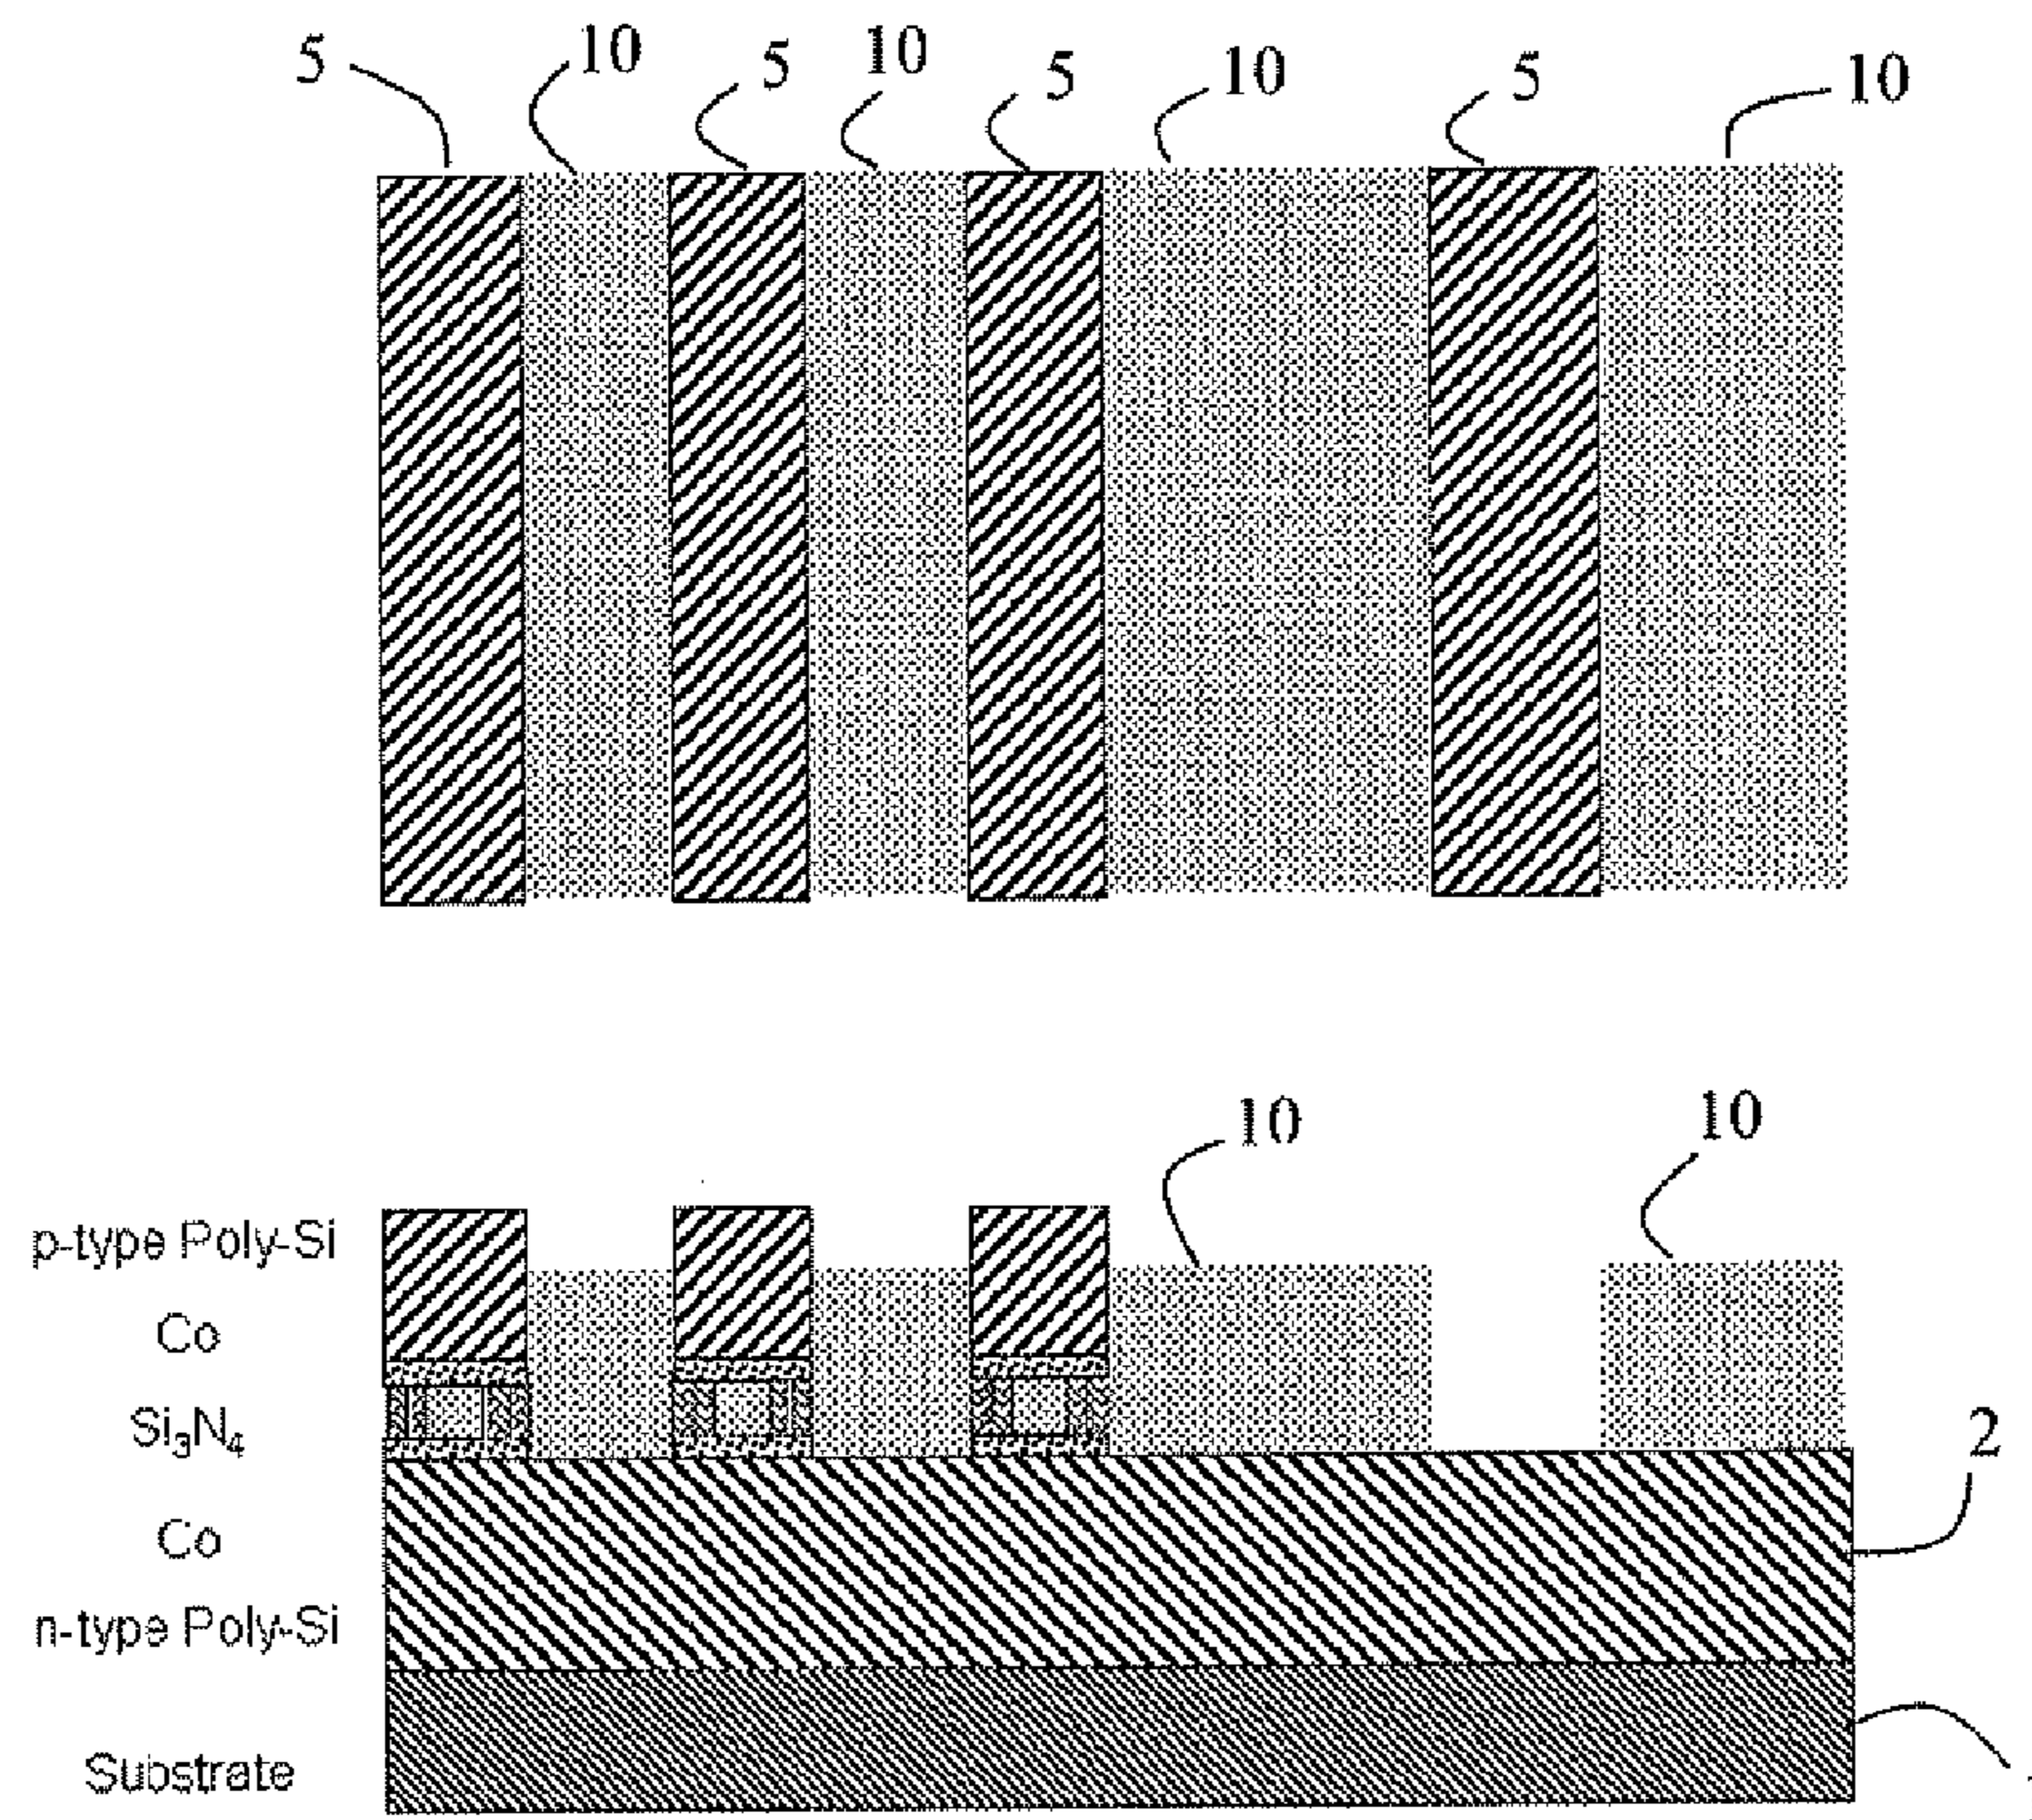 5 10 5 10 5 10 5 10
10 10
p-type Poly-Si
Co
Si₃N₄
2
Co
n-type Poly-Si
Substrate